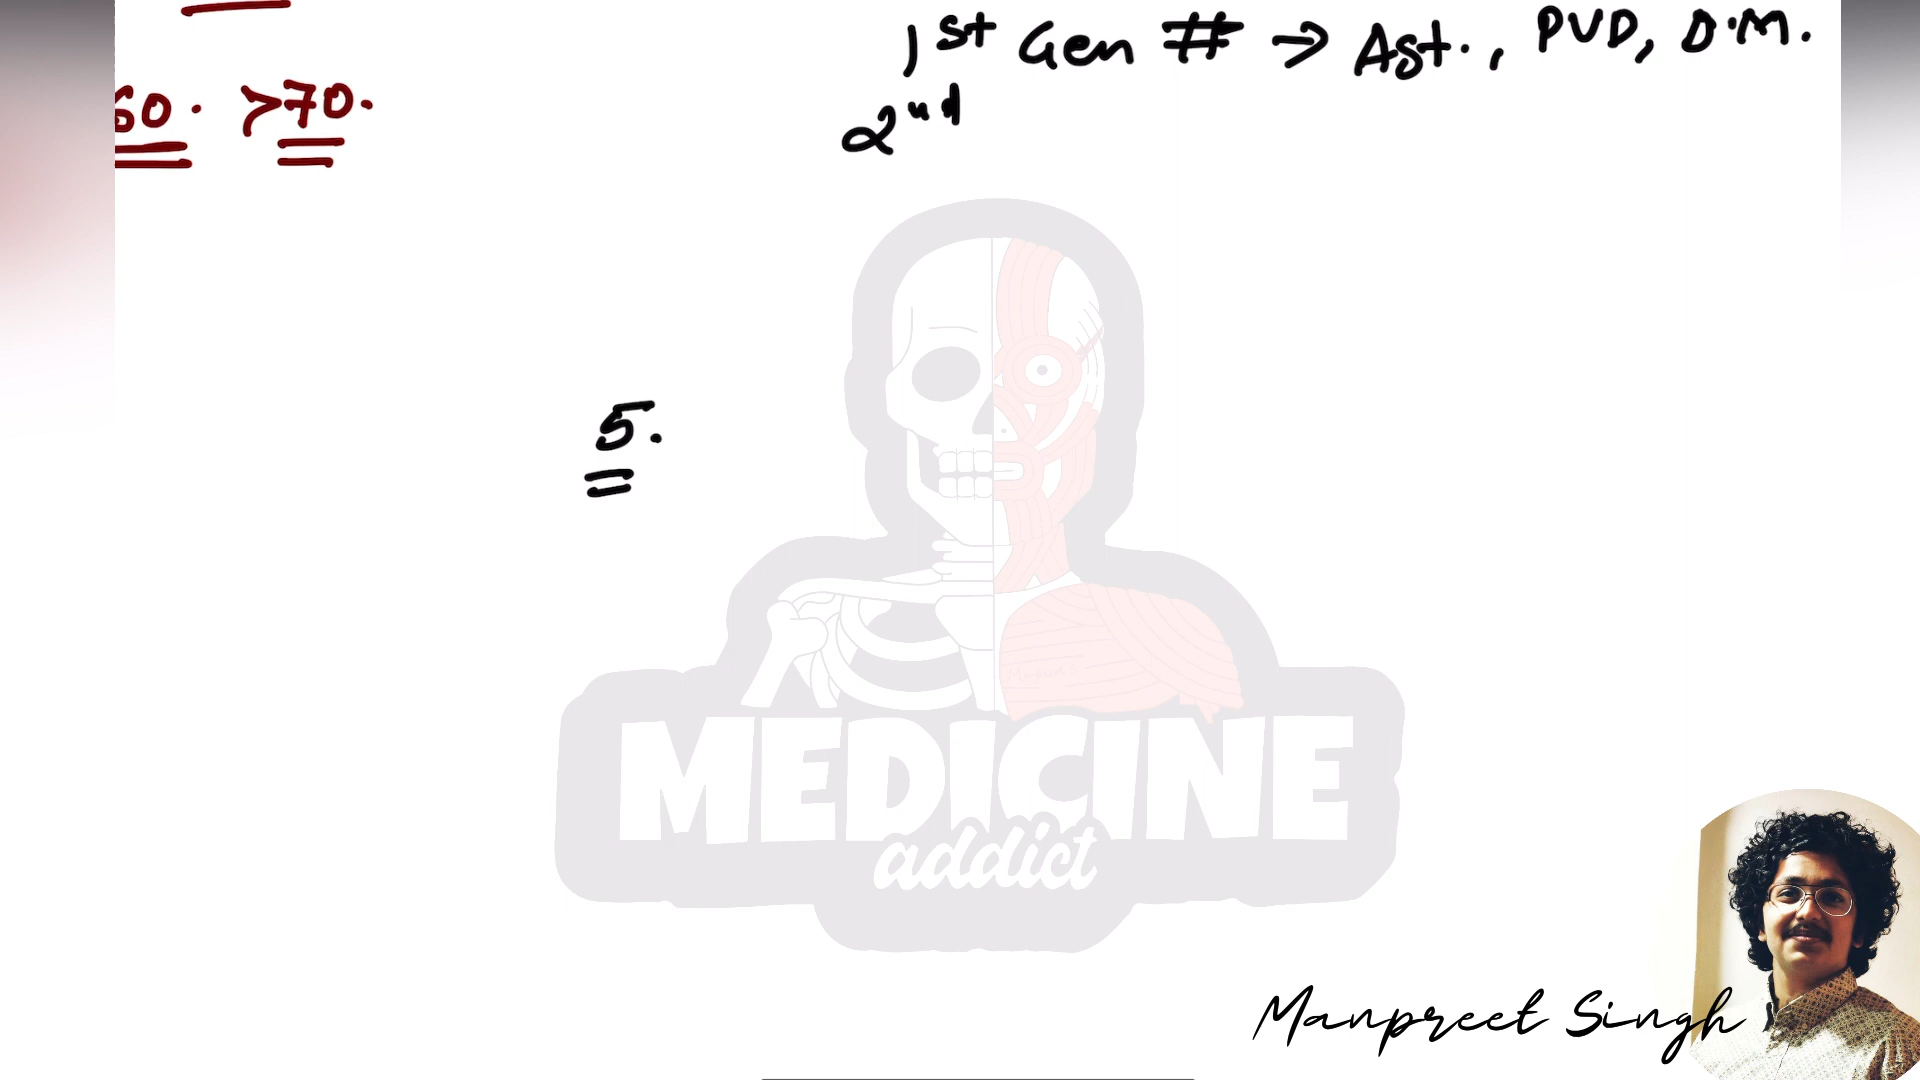 1st Gen # → Ast., PVD, D.M.
60. >70.
2nd
5.
MEDICINE
addict
Manpreet Singh